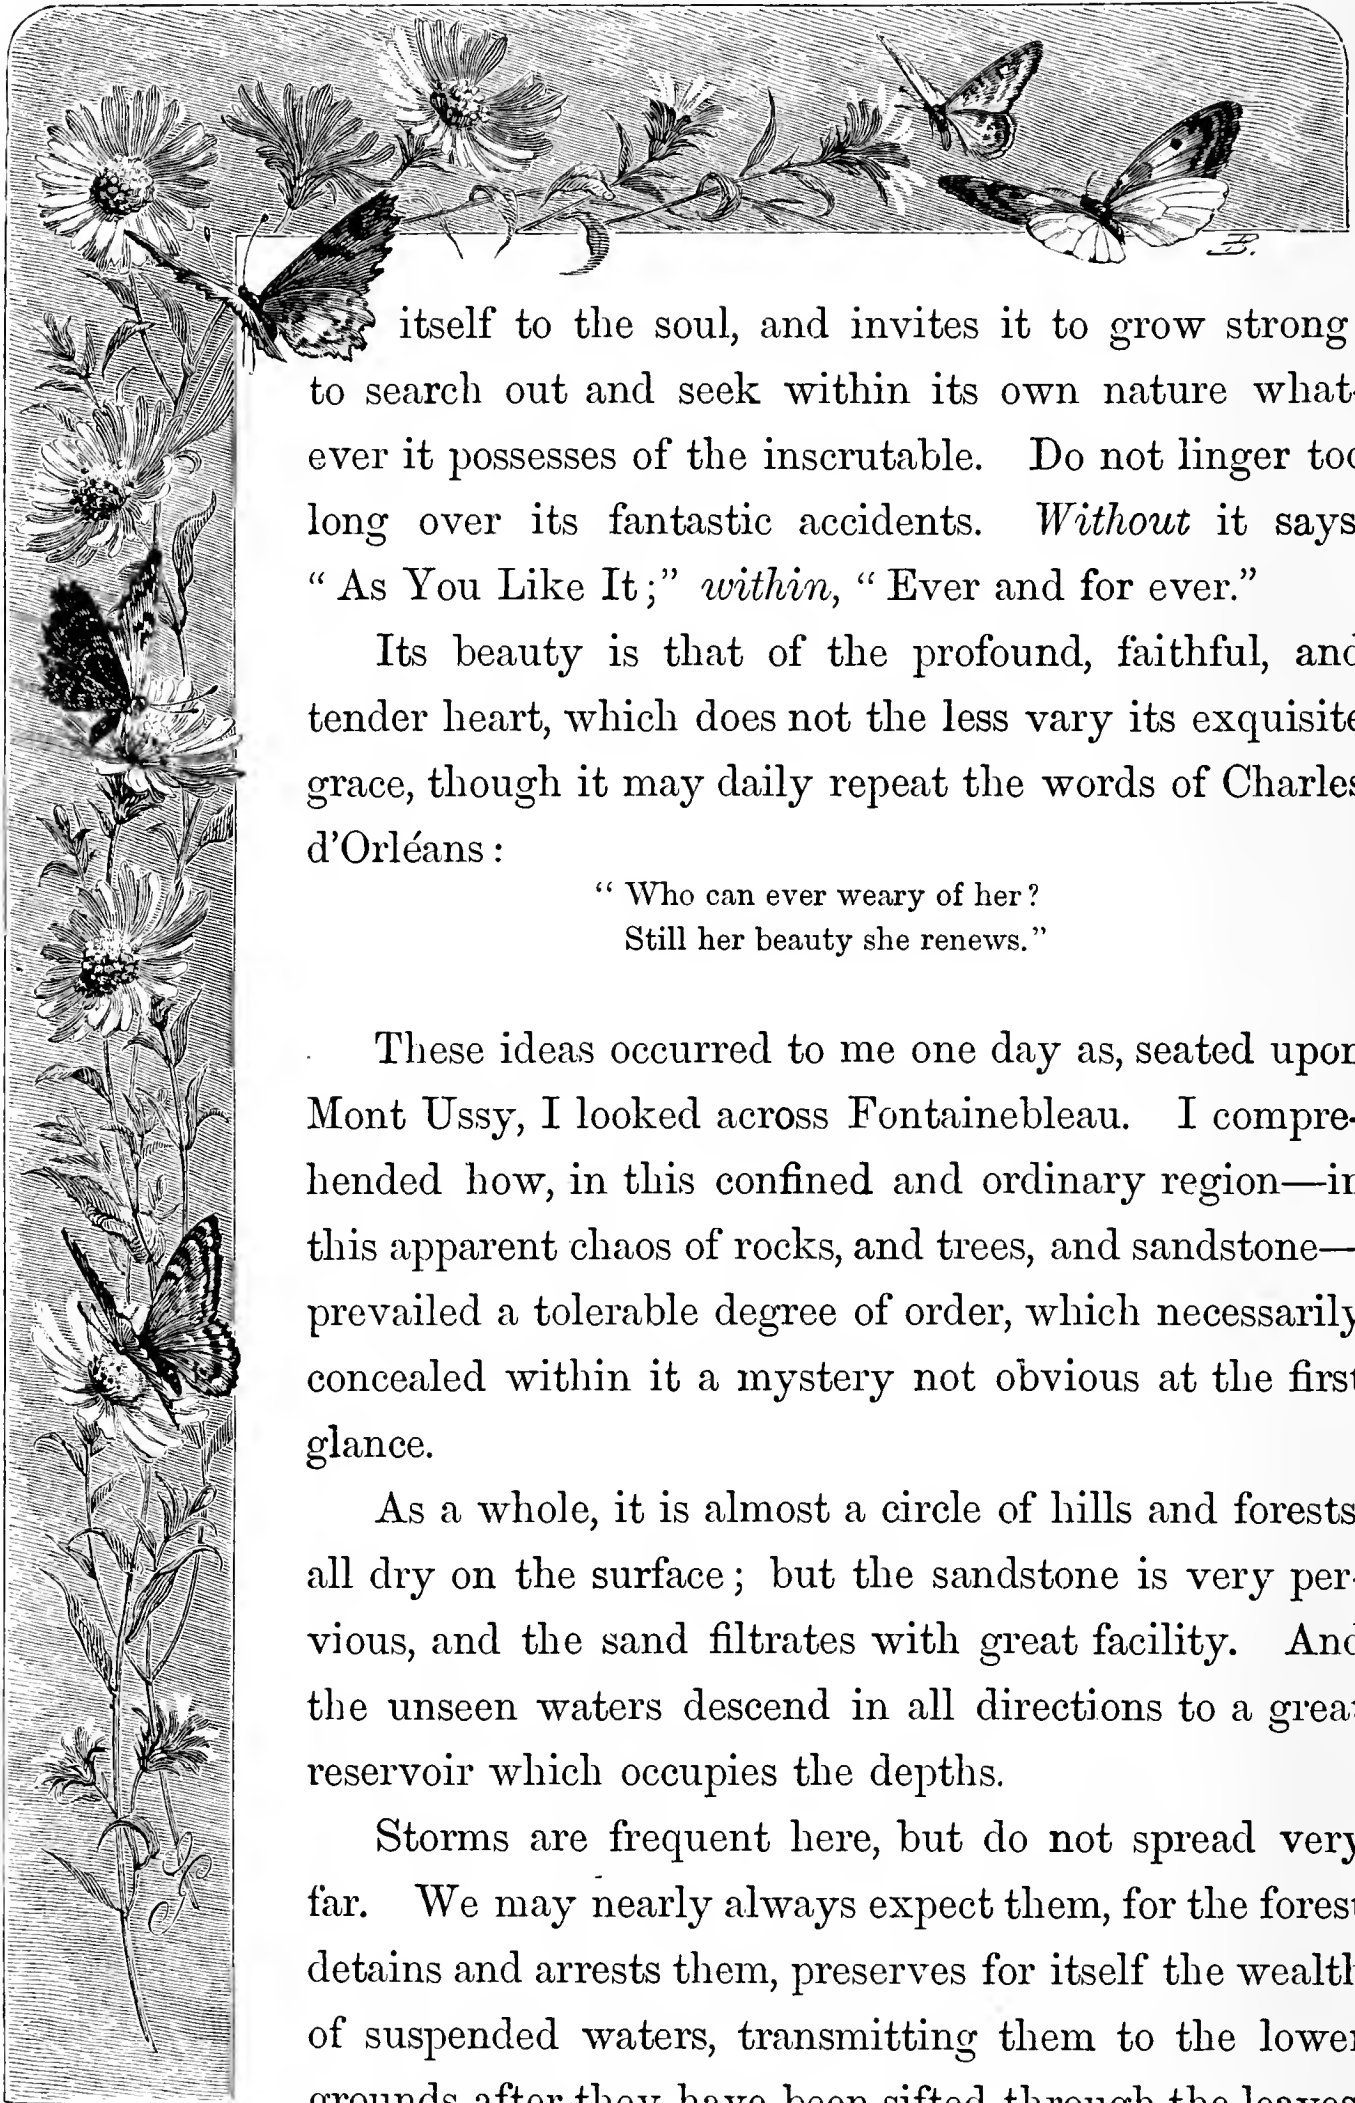 itself to the soul, and invites it to grow strong
to search out and seek within its own nature what-
ever it possesses of the inscrutable. Do not linger too
long over its fantastic accidents. Without it says
“ As You Like It ;” within, “ Ever and for ever.”
Its beauty is that of the profound, faithful, and
tender heart, which does not the less vary its exquisite
grace, though it may daily repeat the words of Charles
d’Orléans :
“ Who can ever weary of her ?
Still her beauty she renews.”
These ideas occurred to me one day as, seated upon
Mont Ussy, I looked across Fontainebleau. I compre-
hended how, in this confined and ordinary region—in
this apparent chaos of rocks, and trees, and sandstone—
prevailed a tolerable degree of order, which necessarily
concealed within it a mystery not obvious at the first
glance.
As a whole, it is almost a circle of hills and forests
all dry on the surface ; but the sandstone is very per-
vious, and the sand filtrates with great facility. And
the unseen waters descend in all directions to a great
reservoir which occupies the depths.
Storms are frequent here, but do not spread very
far. We may nearly always expect them, for the forest
detains and arrests them, preserves for itself the wealth
of suspended waters, transmitting them to the lower
grounds after they have been sifted through the leaves